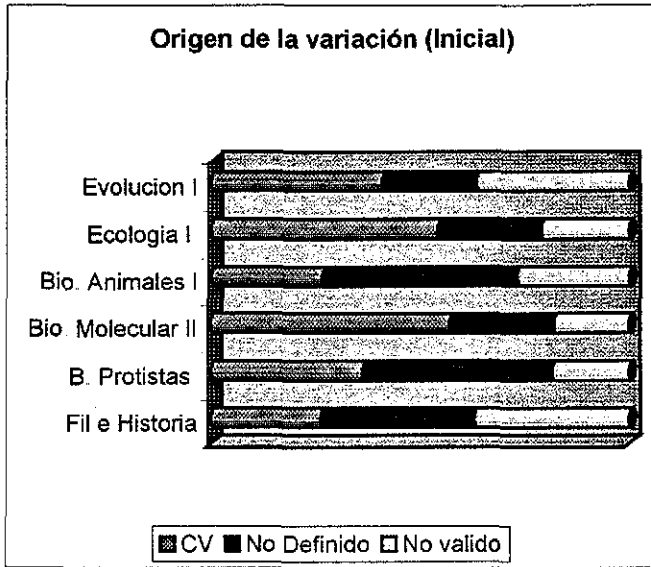 Origen de la variación (Inicial)
Evolucion I
Ecologia I
Bio. Animales I
Bio. Molecular II
B. Protistas
Fil e Historia
CV No Definido No valido